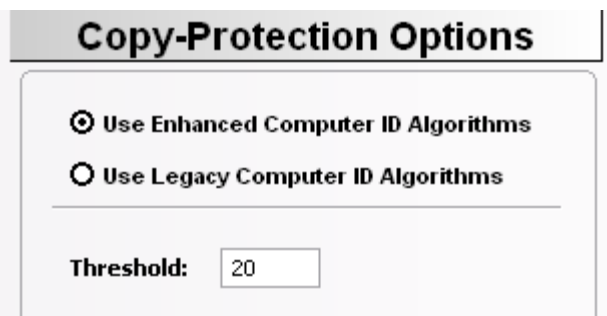 Copy-Protection Options
Use Enhanced Computer ID Algorithms
Use Legacy Computer ID Algorithms
Threshold: 20